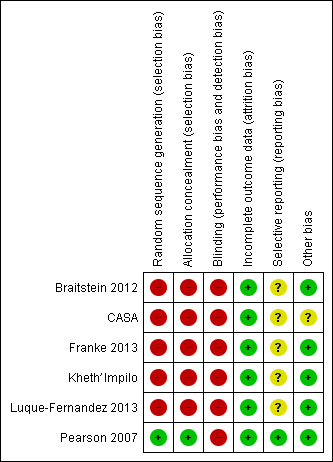 Random sequence generation (selection bias)
Allocation concealment (selection bias)
Blinding (performance bias and detection bias)
Incomplete outcome data (attrition bias)
Selective reporting (reporting bias)
Other bias
Braitstein 2012 - - - + ? +
CASA - - - + ? ?
Franke 2013 - - - + ? +
Kheth’Impilo - - - + ? +
Luque-Fernandez 2013 - - - + ? +
Pearson 2007 + + - + + +